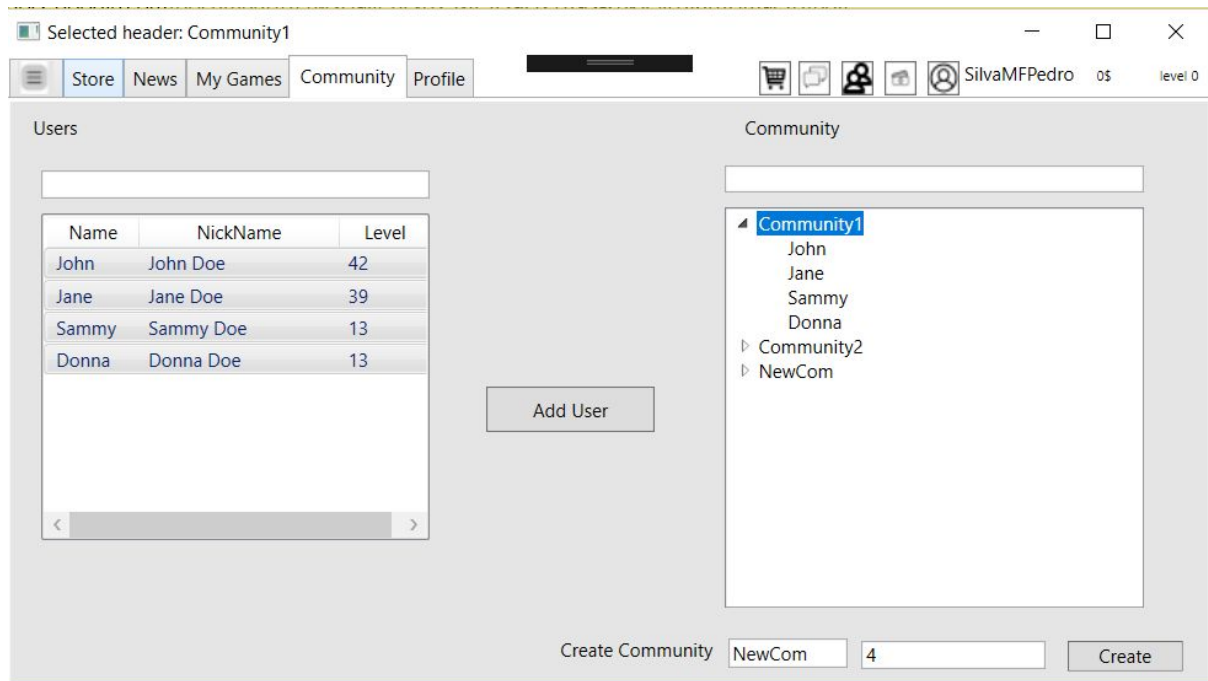 Selected header: Community1
Store News My Games Community Profile SilvaMFPedro 0$ level 0
Users
Name NickName Level
John John Doe 42
Jane Jane Doe 39
Sammy Sammy Doe 13
Donna Donna Doe 13
Add User
Community
Community1
John
Jane
Sammy
Donna
Community2
NewCom
Create Community NewCom 4 Create